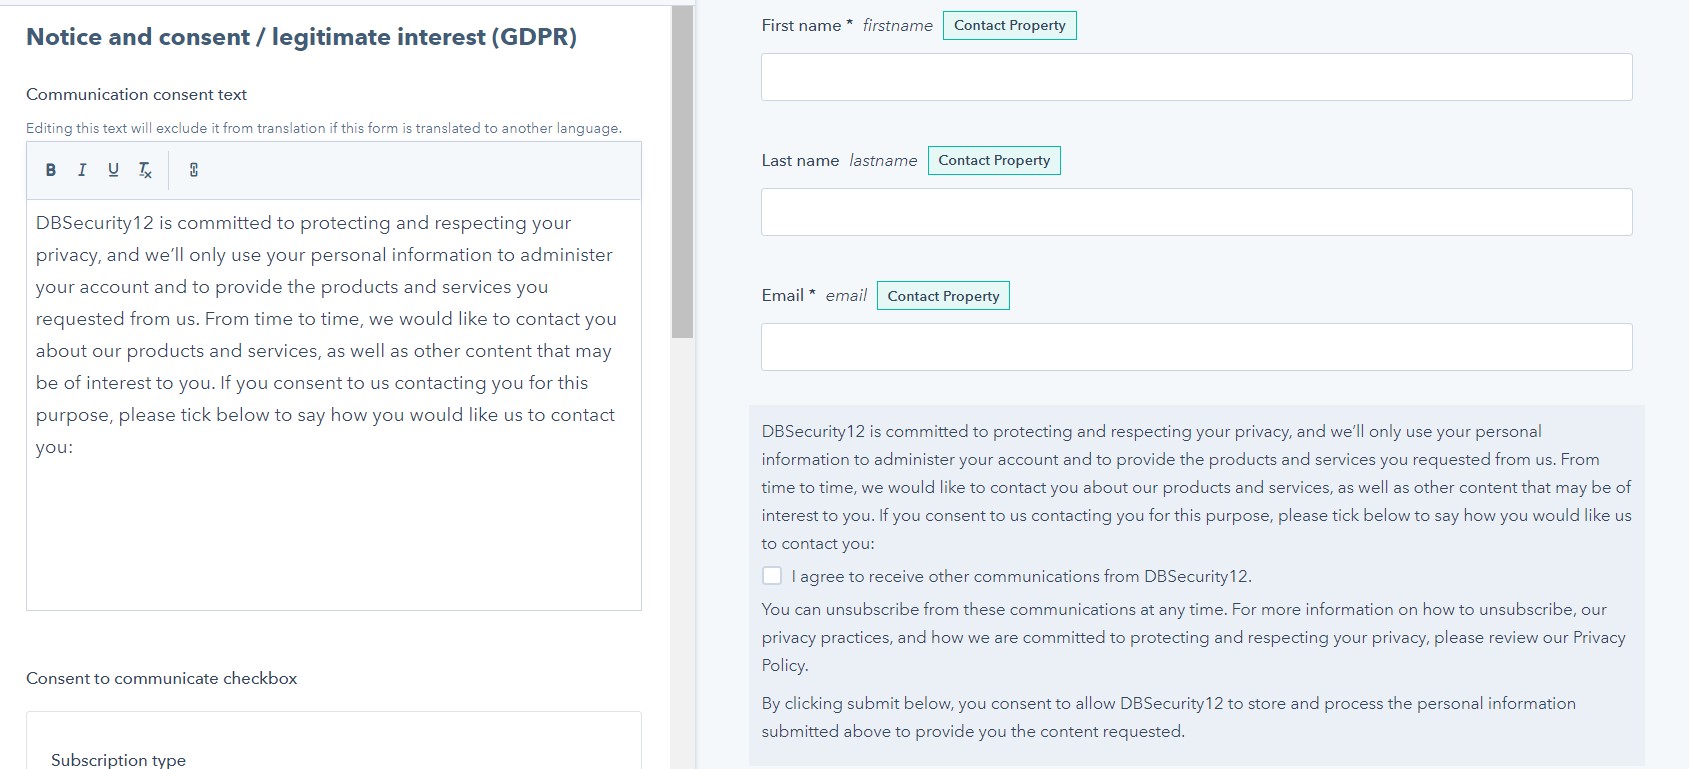 Notice and consent / legitimate interest (GDPR)
Communication consent text
Editing this text will exclude it from translation if this form is translated to another language.
B I U Tx
DBSecurity12 is committed to protecting and respecting your
privacy, and we’ll only use your personal information to administer
your account and to provide the products and services you
requested from us. From time to time, we would like to contact you
about our products and services, as well as other content that may
be of interest to you. If you consent to us contacting you for this
purpose, please tick below to say how you would like us to contact
you:
Consent to communicate checkbox
Subscription type
First name * firstname Contact Property
Last name lastname Contact Property
Email * email Contact Property
DBSecurity12 is committed to protecting and respecting your privacy, and we’ll only use your personal
information to administer your account and to provide the products and services you requested from us. From
time to time, we would like to contact you about our products and services, as well as other content that may be of
interest to you. If you consent to us contacting you for this purpose, please tick below to say how you would like us
to contact you:
I agree to receive other communications from DBSecurity12.
You can unsubscribe from these communications at any time. For more information on how to unsubscribe, our
privacy practices, and how we are committed to protecting and respecting your privacy, please review our Privacy
Policy.
By clicking submit below, you consent to allow DBSecurity12 to store and process the personal information
submitted above to provide you the content requested.